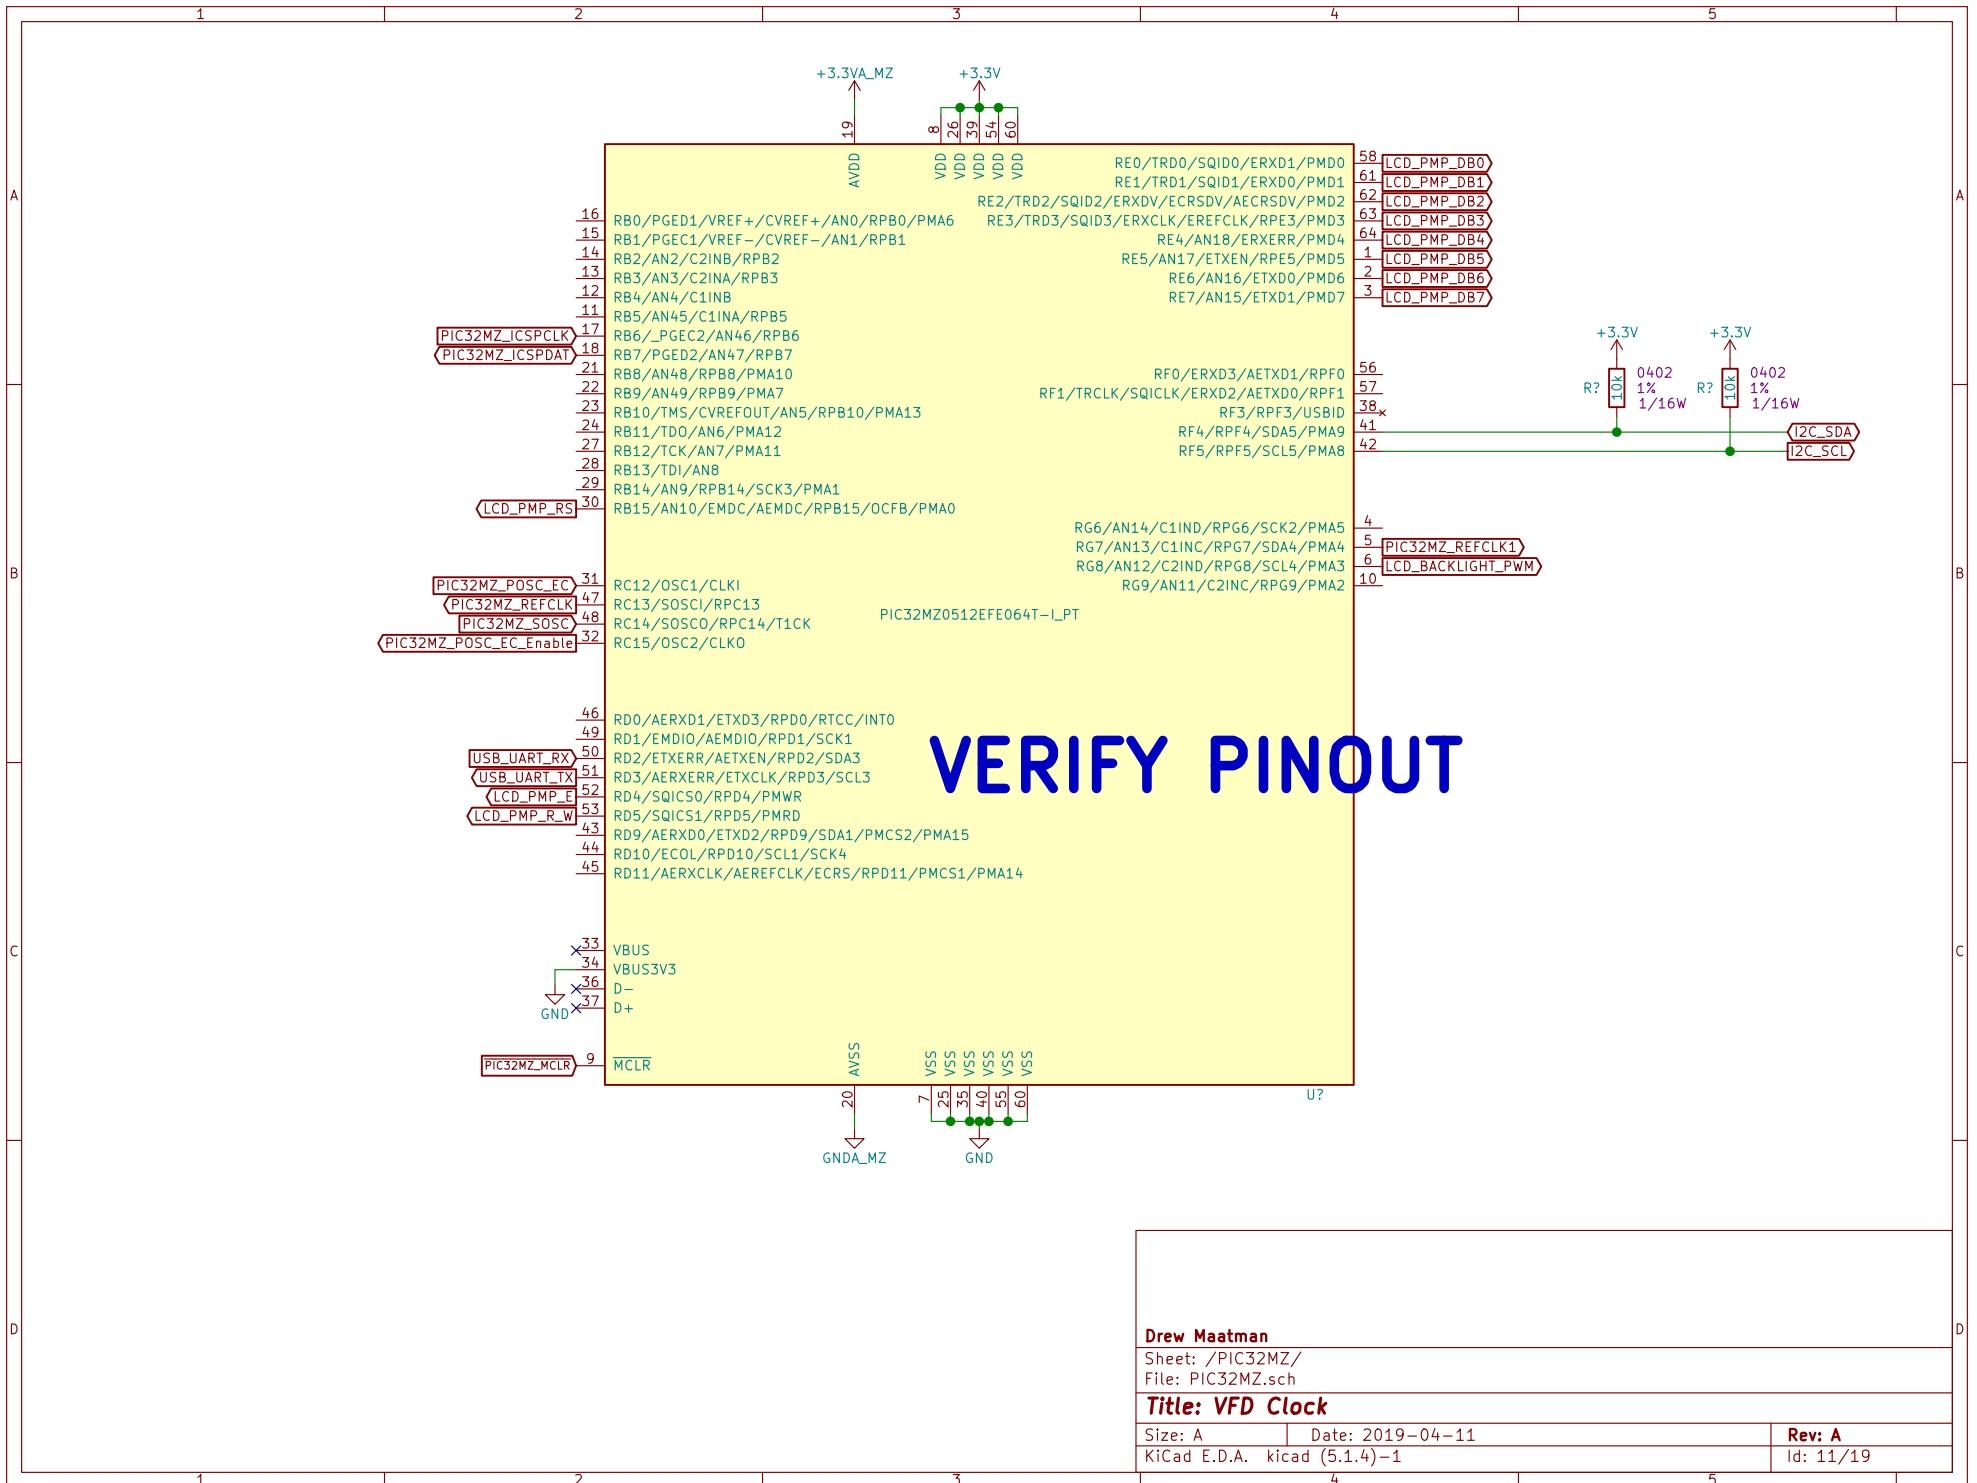 1 2 3 4 5
+3.3VA_MZ
+3.3V
19 8 26 39 54 60
AVDD VDD VDD VDD VDD VDD
A A
RE0/TRD0/SQID0/ERXD1/PMD0 58 LCD_PMP_DB0
RE1/TRD1/SQID1/ERXD0/PMD1 61 LCD_PMP_DB1
RE2/TRD2/SQID2/ERXDV/ECRSDV/AECRSDV/PMD2 62 LCD_PMP_DB2
16 RB0/PGED1/VREF+/CVREF+/AN0/RPB0/PMA6 RE3/TRD3/SQID3/ERXCLK/EREFCLK/RPE3/PMD3 63 LCD_PMP_DB3
15 RB1/PGEC1/VREF-/CVREF-/AN1/RPB1 RE4/AN18/ERXERR/PMD4 64 LCD_PMP_DB4
14 RB2/AN2/C2INB/RPB2 RE5/AN17/ETXEN/RPE5/PMD5 1 LCD_PMP_DB5
13 RB3/AN3/C2INA/RPB3 RE6/AN16/ETXD0/PMD6 2 LCD_PMP_DB6
12 RB4/AN4/C1INB RE7/AN15/ETXD1/PMD7 3 LCD_PMP_DB7
11 RB5/AN45/C1INA/RPB5
PIC32MZ_ICSPCLK 17 RB6/_PGEC2/AN46/RPB6
+3.3V +3.3V
PIC32MZ_ICSPDAT 18 RB7/PGED2/AN47/RPB7
21 RB8/AN48/RPB8/PMA10 RF0/ERXD3/AETXD1/RPF0 56
0402 0402
R? 10k 1% R? 10k 1%
22 RB9/AN49/RPB9/PMA7 RF1/TRCLK/SQICLK/ERXD2/AETXD0/RPF1 57
1/16W 1/16W
23 RB10/TMS/CVREFOUT/AN5/RPB10/PMA13 RF3/RPF3/USBID 38
24 RB11/TDO/AN6/PMA12 RF4/RPF4/SDA5/PMA9 41 I2C_SDA
27 RB12/TCK/AN7/PMA11 RF5/RPF5/SCL5/PMA8 42 I2C_SCL
28 RB13/TDI/AN8
29 RB14/AN9/RPB14/SCK3/PMA1
LCD_PMP_RS 30 RB15/AN10/EMDC/AEMDC/RPB15/OCFB/PMA0
RG6/AN14/C1IND/RPG6/SCK2/PMA5 4
RG7/AN13/C1INC/RPG7/SDA4/PMA4 5 PIC32MZ_REFCLK1
RG8/AN12/C2IND/RPG8/SCL4/PMA3 6 LCD_BACKLIGHT_PWM
B B
PIC32MZ_POSC_EC 31 RC12/OSC1/CLKI RG9/AN11/C2INC/RPG9/PMA2 10
PIC32MZ_REFCLK 47 RC13/SOSCI/RPC13
PIC32MZ0512EFE064T-I_PT
PIC32MZ_SOSC 48 RC14/SOSCO/RPC14/T1CK
PIC32MZ_POSC_EC_Enable 32 RC15/OSC2/CLKO
46 RD0/AERXD1/ETXD3/RPD0/RTCC/INT0
49 RD1/EMDIO/AEMDIO/RPD1/SCK1
USB_UART_RX 50 RD2/ETXERR/AETXEN/RPD2/SDA3
VERIFY PINOUT
USB_UART_TX 51 RD3/AERXERR/ETXCLK/RPD3/SCL3
LCD_PMP_E 52 RD4/SQICS0/RPD4/PMWR
LCD_PMP_R_W 53 RD5/SQICS1/RPD5/PMRD
43 RD9/AERXD0/ETXD2/RPD9/SDA1/PMCS2/PMA15
44 RD10/ECOL/RPD10/SCL1/SCK4
45 RD11/AERXCLK/AEREFCLK/ECRS/RPD11/PMCS1/PMA14
C C
33 VBUS
34 VBUS3V3
36 D-
37 D+
GND
PIC32MZ_MCLR 9 MCLR
AVSS VSS VSS VSS VSS VSS VSS
U?
20 7 25 35 40 55 60
GNDA_MZ
GND
D D
Drew Maatman
Sheet: /PIC32MZ/
File: PIC32MZ.sch
Title: VFD Clock
Size: A Date: 2019-04-11 Rev: A
KiCad E.D.A. kicad (5.1.4)-1 Id: 11/19
1 2 3 4 5